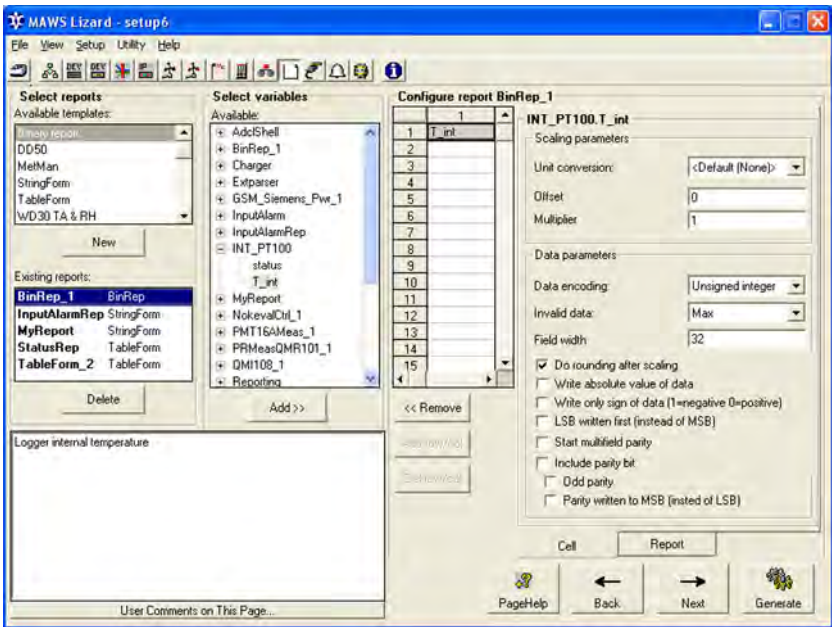 MAWS Lizard - setup6
File View Setup Utility Help
Select reports
Available templates:
Binary report
DD50
MetMan
StringForm
TableForm
WD30 TA & RH
New
Existing reports:
BinRep_1 BinRep
InputAlarmRep StringForm
MyReport StringForm
StatusRep TableForm
TableForm_2 TableForm
Delete
Select variables
Available:
AdclShell
BinRep_1
Charger
Extparser
GSM_Siemens_Pwr_1
InputAlarm
InputAlarmRep
INT_PT100
status
T_int
MyReport
NokevalCtrl_1
PMT16AMeas_1
PRMeasQMR101_1
QMI108_1
Reporting
Add >>
Configure report BinRep_1
1
1 T_int
2
3
4
5
6
7
8
9
10
11
12
13
14
15
<< Remove
INT_PT100.T_int
Scaling parameters
Unit conversion: <Default (None)>
Offset 0
Multiplier 1
Data parameters
Data encoding: Unsigned integer
Invalid data: Max
Field width 32
Do rounding after scaling
Write absolute value of data
Write only sign of data (1=negative 0=positive)
LSB written first (instead of MSB)
Start multifield parity
Include parity bit
Odd parity
Parity written to MSB (insted of LSB)
Cell Report
Logger internal temperature
User Comments on This Page...
PageHelp Back Next Generate